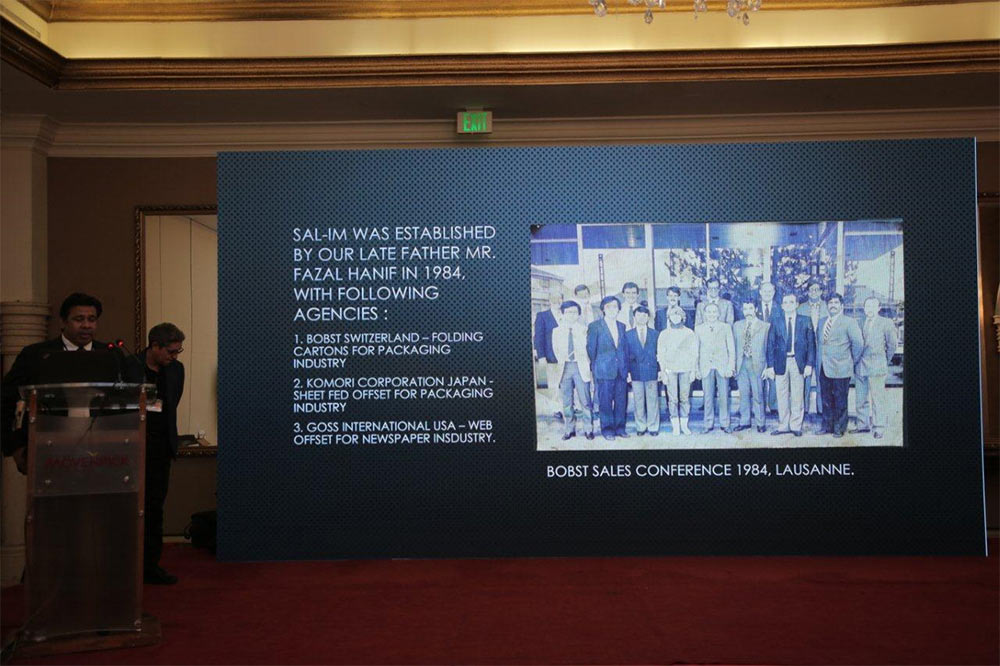 EXIT
SAL-IM WAS ESTABLISHED
BY OUR LATE FATHER MR.
FAZAL HANIF IN 1984,
WITH FOLLOWING
AGENCIES :
1. BOBST SWITZERLAND – FOLDING
CARTONS FOR PACKAGING
INDUSTRY
2. KOMORI CORPORATION JAPAN -
SHEET FED OFFSET FOR PACKAGING
INDUSTRY
3. GOSS INTERNATIONAL USA – WEB
OFFSET FOR NEWSPAPER INSDUSTRY.
BOBST SALES CONFERENCE 1984, LAUSANNE.
MÖVENPICK